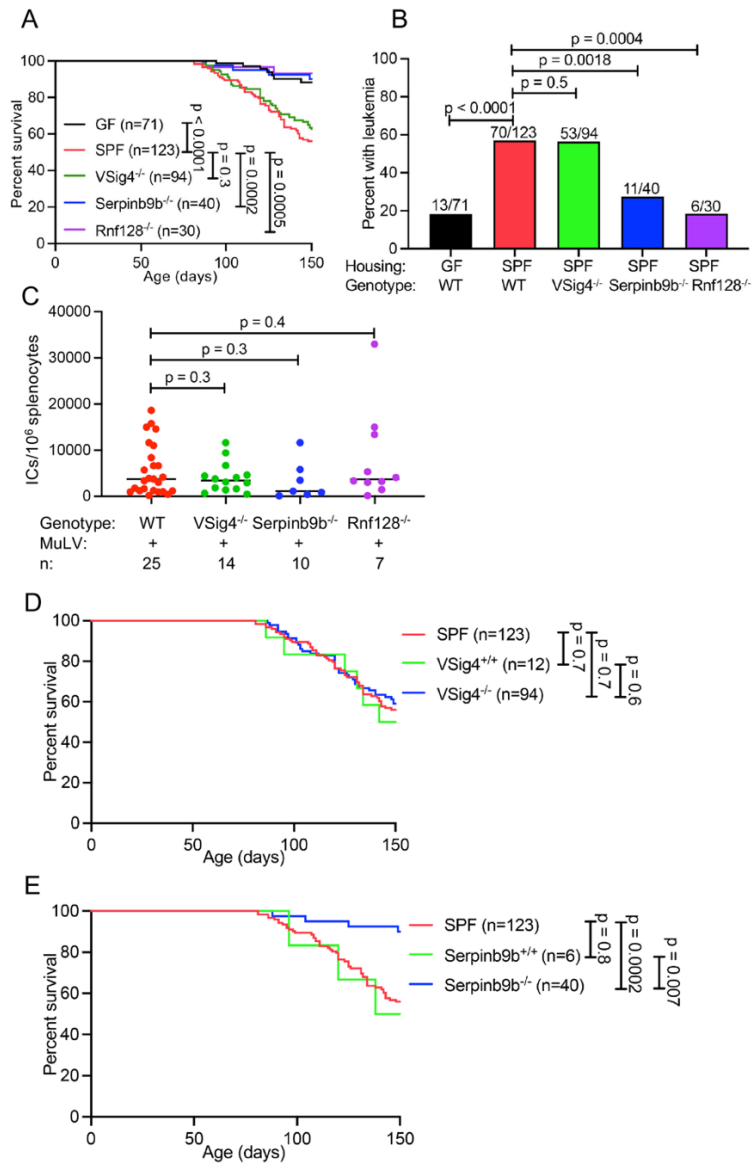 A
Percent survival
100
80
60
40
20
0
GF (n=71)
SPF (n=123)
VSig4-/- (n=94)
Serpinb9b-/- (n=40)
Rnf128-/- (n=30)
p < 0.0001
p = 0.3
p = 0.0002
p = 0.0005
0 50 100 150
Age (days)
B
Percent with leukemia
100
80
60
40
20
0
p = 0.0004
p = 0.0018
p = 0.5
p < 0.0001
13/71 70/123 53/94 11/40 6/30
Housing: GF SPF SPF SPF SPF
Genotype: WT WT VSig4-/- Serpinb9b-/- Rnf128-/-
C
ICs/10⁶ splenocytes
40000
30000
20000
10000
0
p = 0.4
p = 0.3
p = 0.3
Genotype: WT VSig4-/- Serpinb9b-/- Rnf128-/-
MuLV: + + + +
n: 25 14 10 7
D
Percent survival
100
80
60
40
20
0
0 50 100 150
Age (days)
SPF (n=123)
VSig4+/+ (n=12)
VSig4-/- (n=94)
p = 0.7
p = 0.7
p = 0.6
E
Percent survival
100
80
60
40
20
0
0 50 100 150
Age (days)
SPF (n=123)
Serpinb9b+/+ (n=6)
Serpinb9b-/- (n=40)
p = 0.8
p = 0.0002
p = 0.007